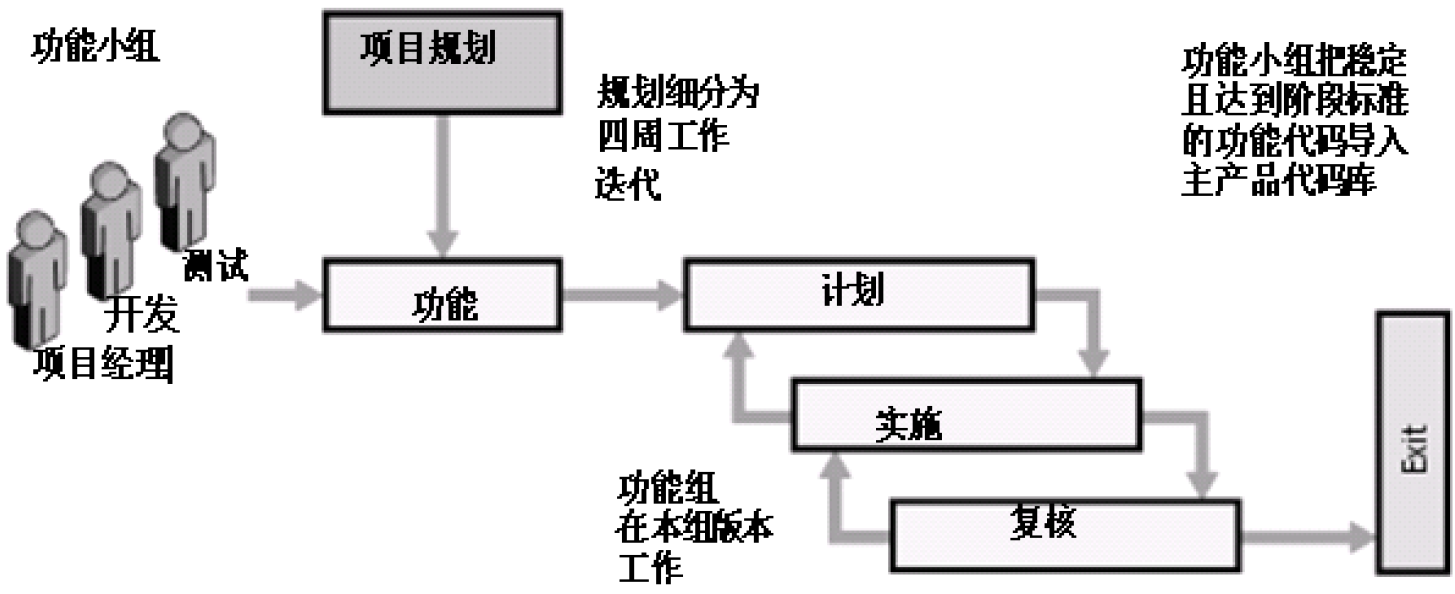 功能小组
项目规划
规划细分为
四周工作
迭代
功能小组把稳定
且达到阶段标准
的功能代码导入
主产品代码库
测试
开发
项目经理
功能
计划
实施
复核
功能组
在本组版本
工作
Exit